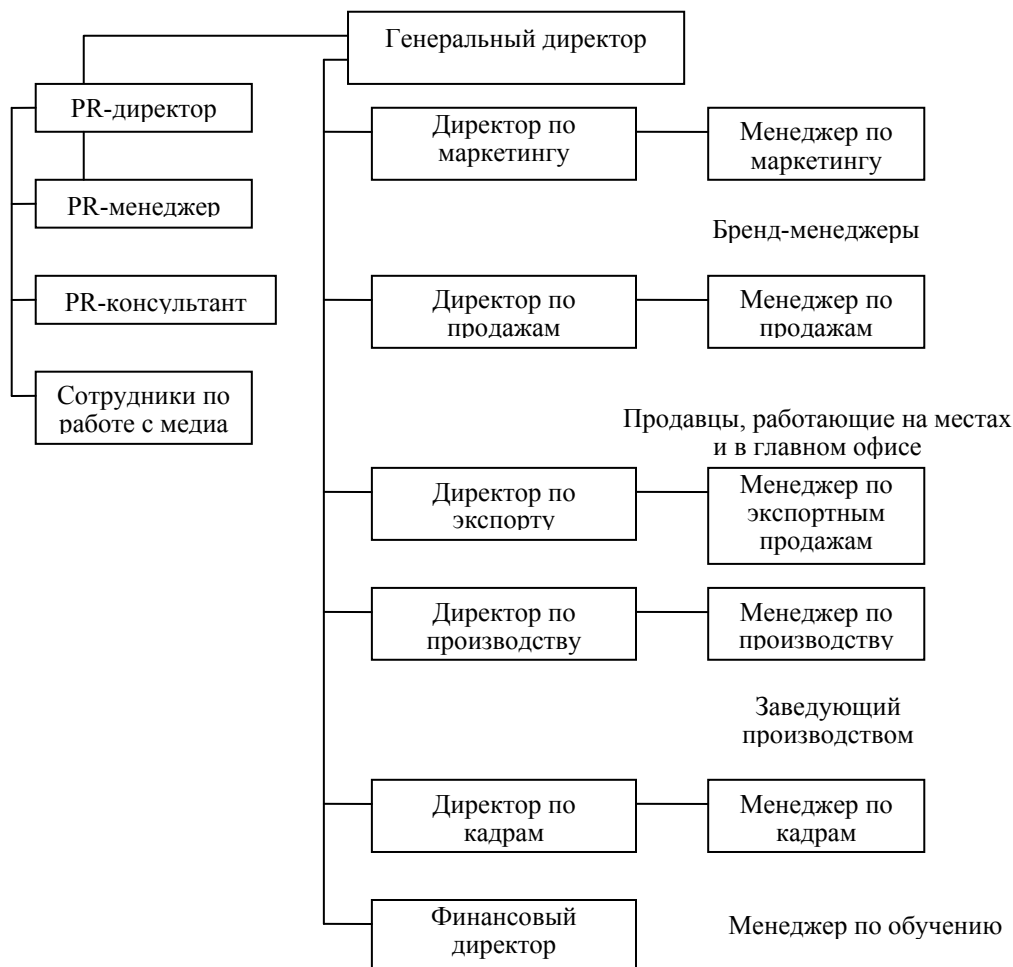 Генеральный директор
PR-директор
PR-менеджер
PR-консультант
Сотрудники по
работе с медиа
Директор по
маркетингу
Менеджер по
маркетингу
Бренд-менеджеры
Директор по
продажам
Менеджер по
продажам
Продавцы, работающие на местах
и в главном офисе
Директор по
экспорту
Менеджер по
экспортным
продажам
Директор по
производству
Менеджер по
производству
Заведующий
производством
Директор по
кадрам
Менеджер по
кадрам
Финансовый
директор
Менеджер по обучению